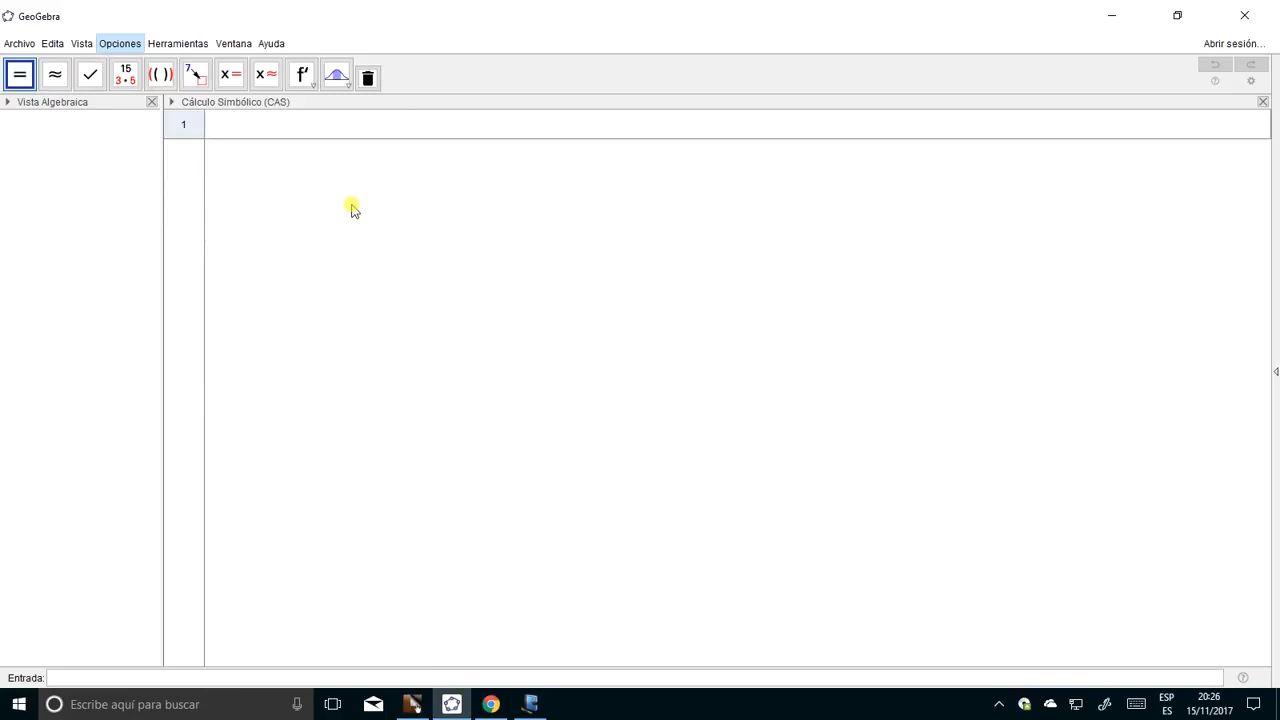 GeoGebra
Archivo Edita Vista Opciones Herramientas Ventana Ayuda Abrir sesión...
= ≈ ✓ 15 3•5 (( )) 7 x = x ≈ f'
Vista Algebraica Cálculo Simbólico (CAS)
1
Entrada:
Escribe aquí para buscar
ESP 20:26
ES 15/11/2017